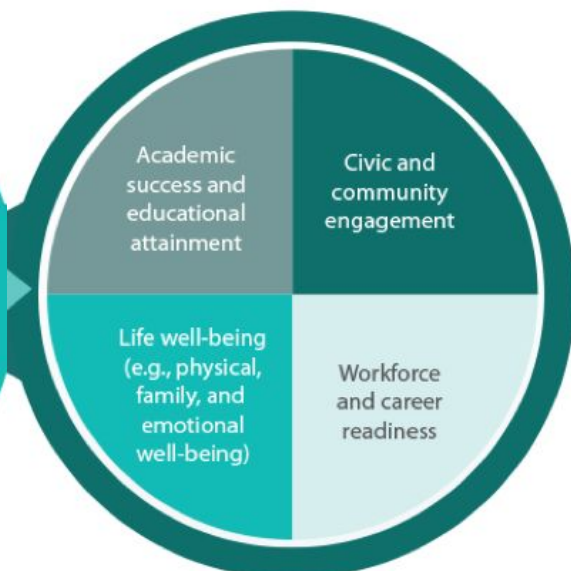 Academic
success and
educational
attainment
Civic and
community
engagement
Life well-being
(e.g., physical,
family, and
emotional
well-being)
Workforce
and career
readiness